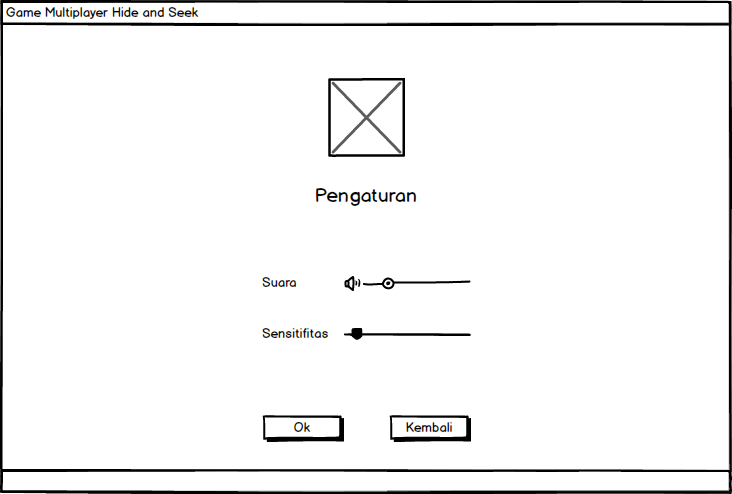 Game Multiplayer Hide and Seek
Pengaturan
Suara
Sensitifitas
Ok
Kembali